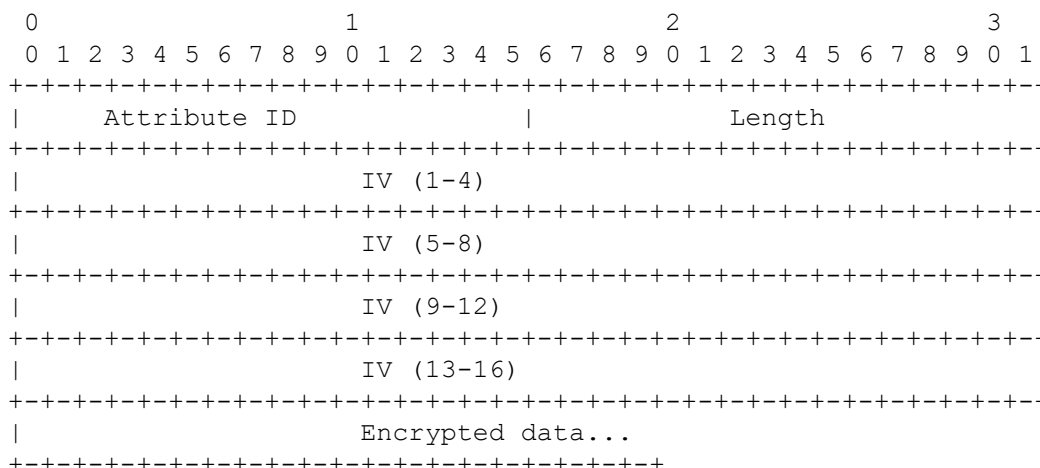 0                   1                   2                   3
 0 1 2 3 4 5 6 7 8 9 0 1 2 3 4 5 6 7 8 9 0 1 2 3 4 5 6 7 8 9 0 1
+-+-+-+-+-+-+-+-+-+-+-+-+-+-+-+-+-+-+-+-+-+-+-+-+-+-+-+-+-+-+-+-+
|     Attribute ID              |            Length
+-+-+-+-+-+-+-+-+-+-+-+-+-+-+-+-+-+-+-+-+-+-+-+-+-+-+-+-+-+-+-+-+
|                     IV (1-4)
+-+-+-+-+-+-+-+-+-+-+-+-+-+-+-+-+-+-+-+-+-+-+-+-+-+-+-+-+-+-+-+-+
|                     IV (5-8)
+-+-+-+-+-+-+-+-+-+-+-+-+-+-+-+-+-+-+-+-+-+-+-+-+-+-+-+-+-+-+-+-+
|                     IV (9-12)
+-+-+-+-+-+-+-+-+-+-+-+-+-+-+-+-+-+-+-+-+-+-+-+-+-+-+-+-+-+-+-+-+
|                     IV (13-16)
+-+-+-+-+-+-+-+-+-+-+-+-+-+-+-+-+-+-+-+-+-+-+-+-+-+-+-+-+-+-+-+-+
|                     Encrypted data...
+-+-+-+-+-+-+-+-+-+-+-+-+-+-+-+-+-+-+-+-+